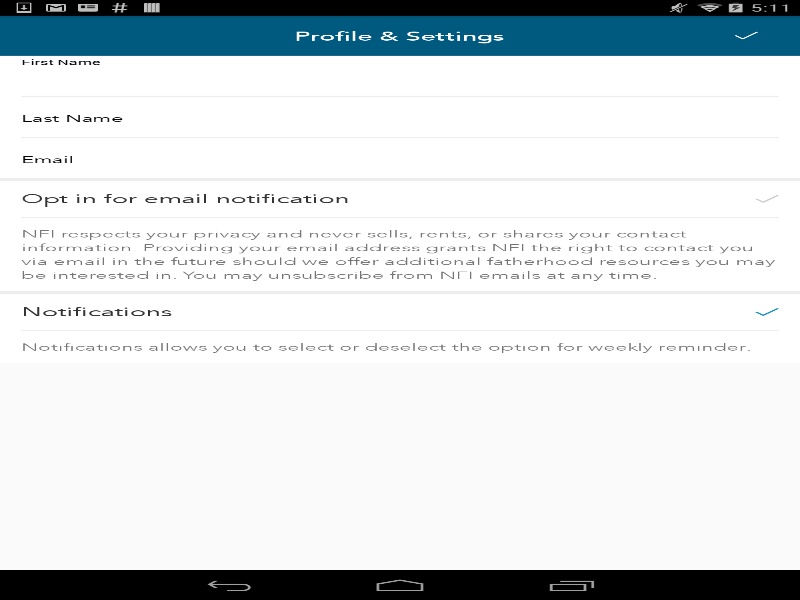 5:11
Profile & Settings
First Name
Last Name
Email
Opt in for email notification
NFI respects your privacy and never sells, rents, or shares your contact
information. Providing your email address grants NFI the right to contact you
via email in the future should we offer additional fatherhood resources you may
be interested in. You may unsubscribe from NFI emails at any time.
Notifications
Notifications allows you to select or deselect the option for weekly reminder.